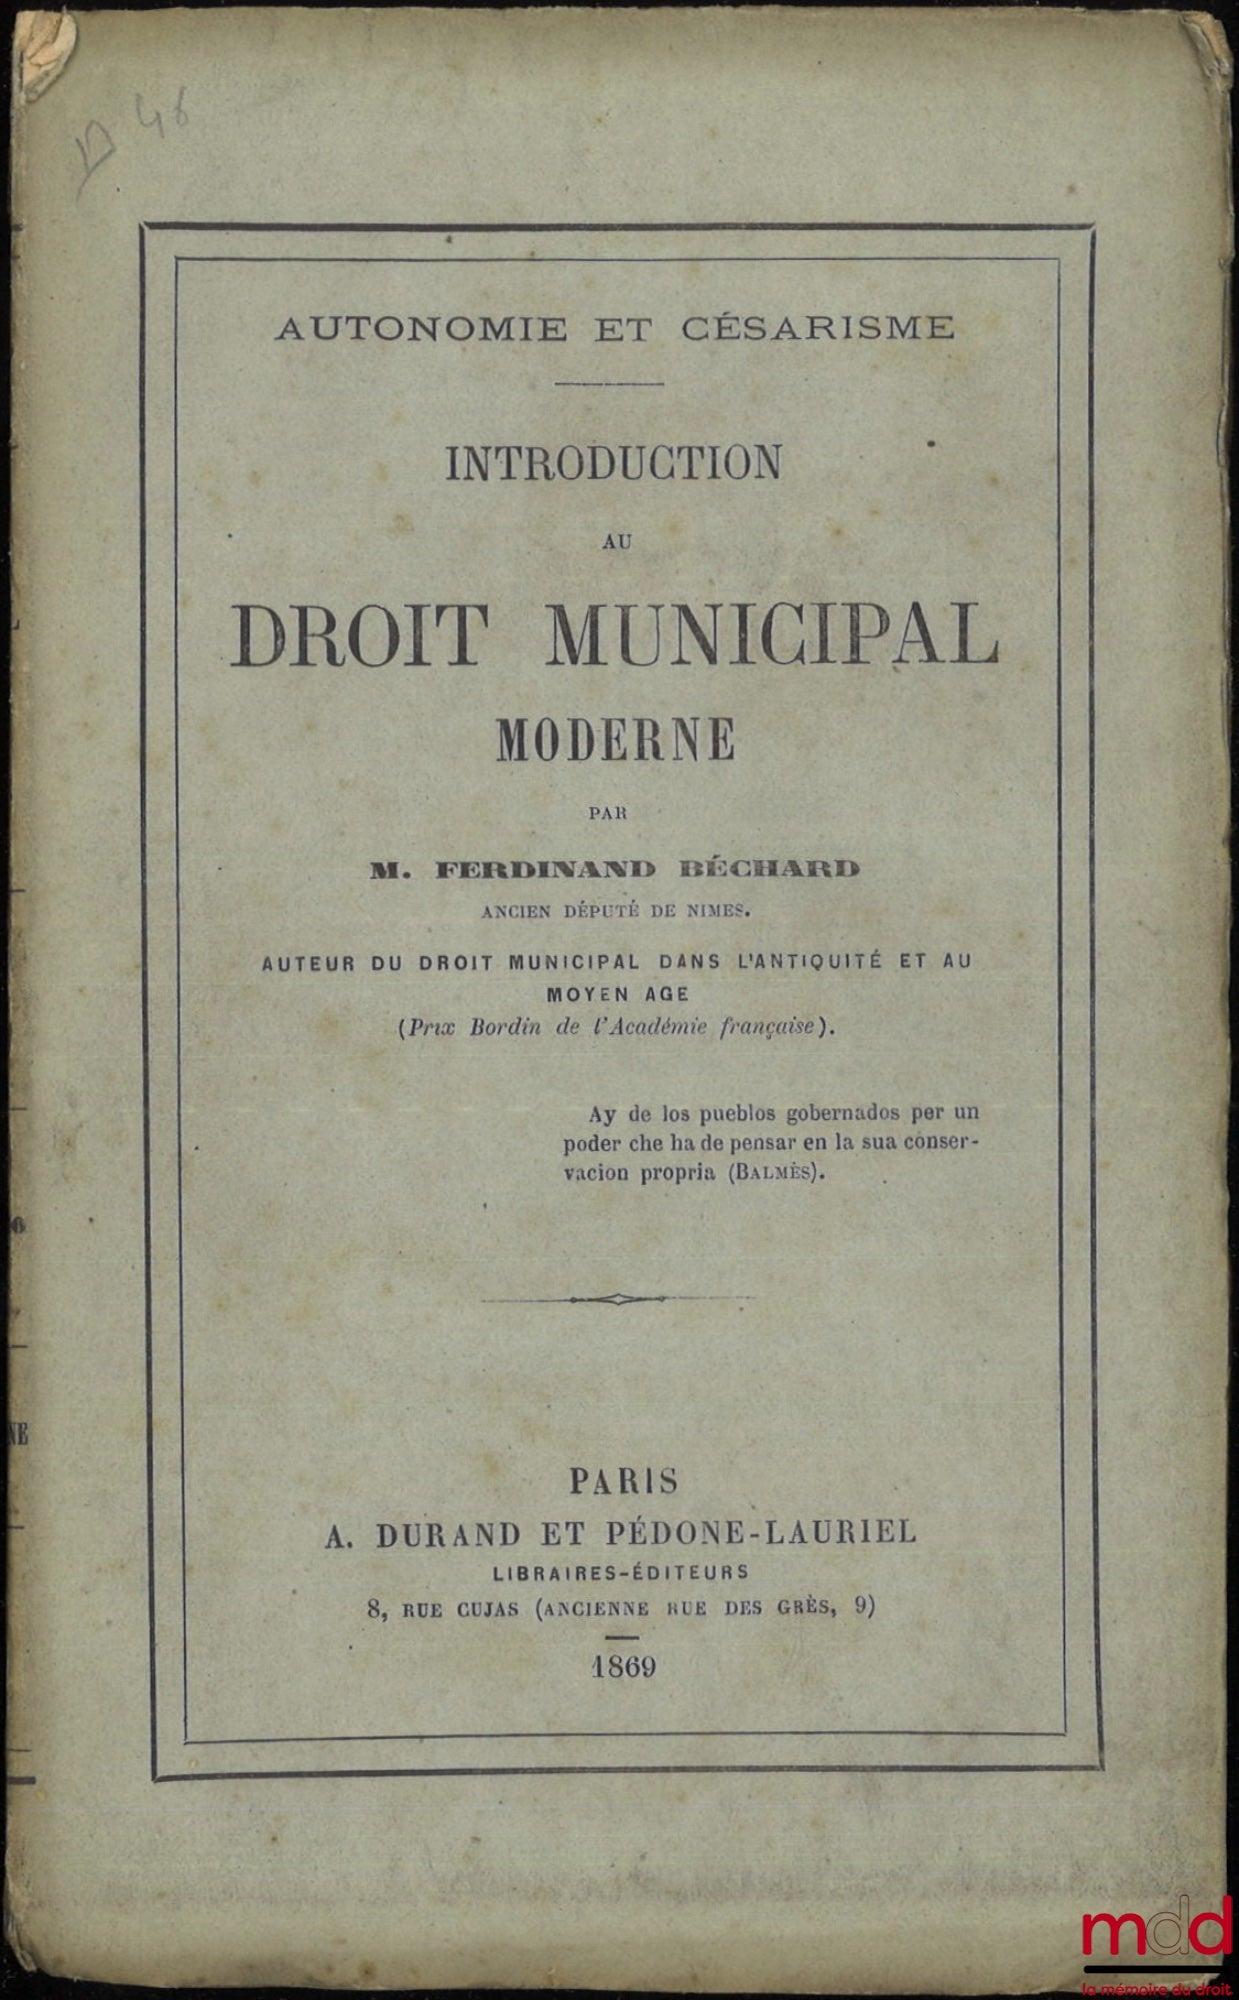 46
AUTONOMIE ET CÉSARISME
INTRODUCTION
AU
DROIT MUNICIPAL
MODERNE
PAR
M. FERDINAND BÉCHARD
ANCIEN DÉPUTÉ DE NIMES.
AUTEUR DU DROIT MUNICIPAL DANS L'ANTIQUITÉ ET AU
MOYEN AGE
(Prix Bordin de l'Académie française).
Ay de los pueblos gobernados per un
poder che ha de pensar en la sua conser-
vacion propria (BALMÈS).
PARIS
A. DURAND ET PÉDONE-LAURIEL
LIBRAIRES-ÉDITEURS
8, RUE CUJAS (ANCIENNE RUE DES GRÈS, 9)
1869
NE
mdd
la mémoire du droit